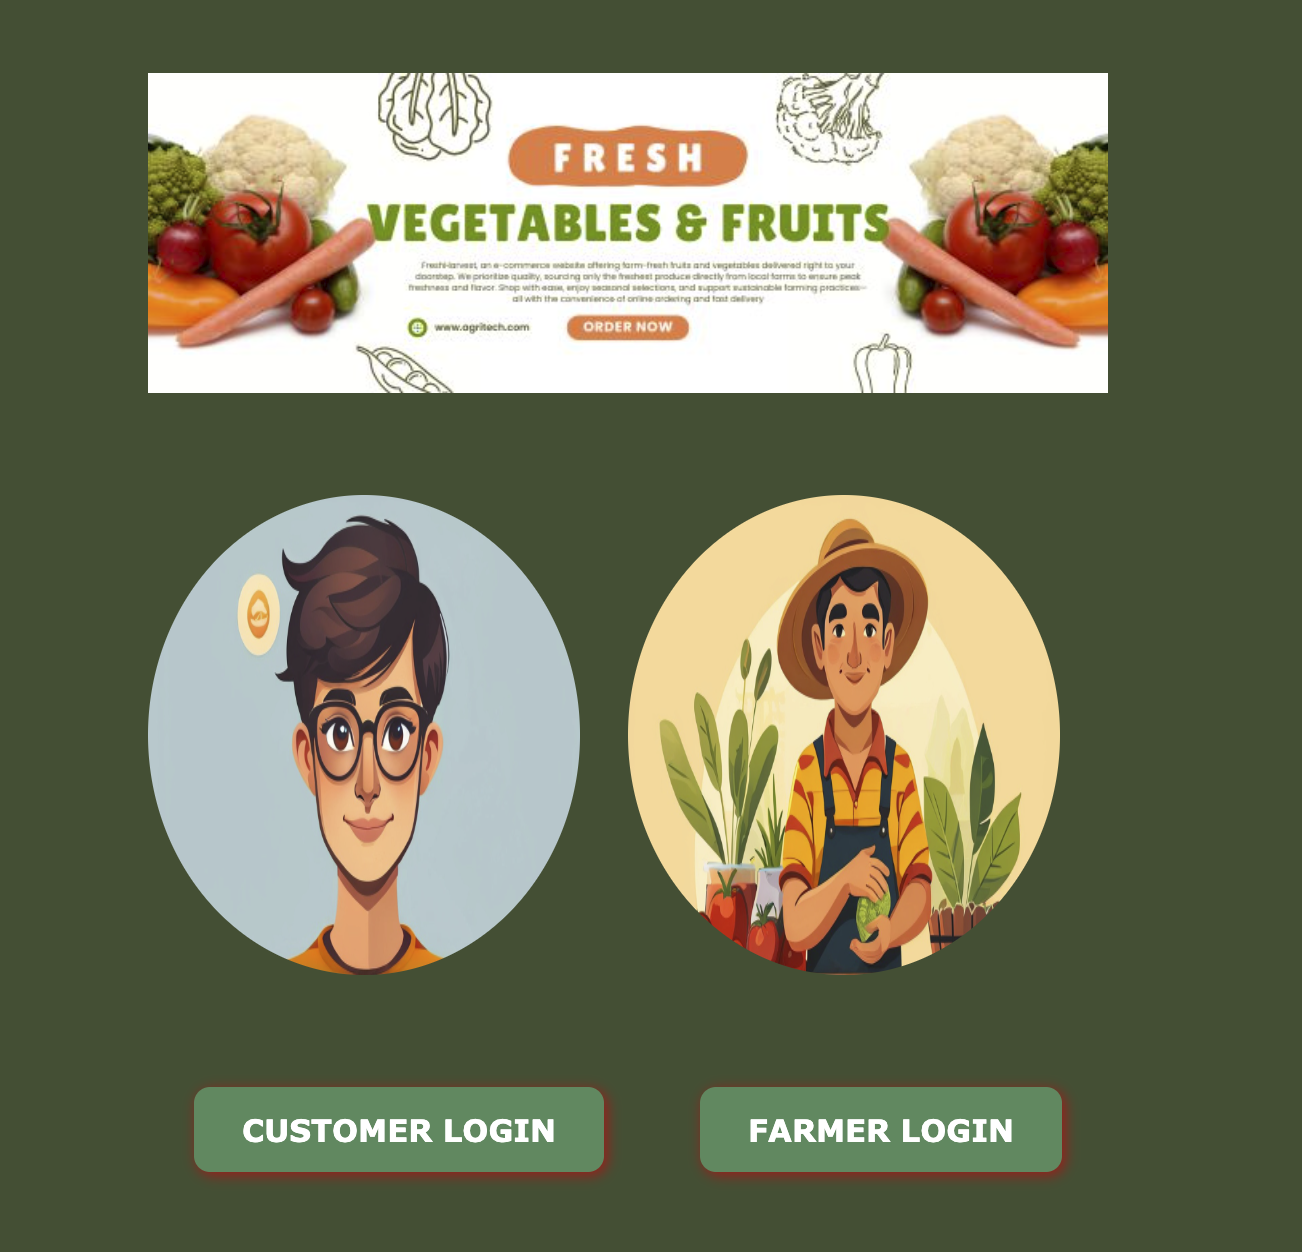 FRESH
VEGETABLES & FRUITS
FreshHarvest, an e-commerce website offering farm-fresh fruits and vegetables delivered right to your
doorstep. We prioritize quality, sourcing only the freshest produce directly from local farms to ensure peak
freshness and flavor. Shop with ease, enjoy seasonal selections, and support sustainable farming practices—
all with the convenience of online ordering and fast delivery
www.agritech.com
ORDER NOW
CUSTOMER LOGIN
FARMER LOGIN